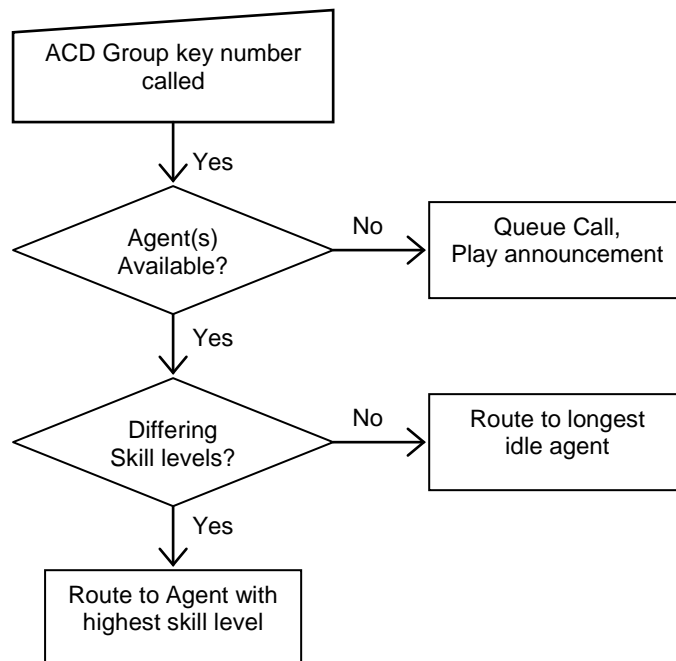 ACD Group key number
called
Yes
Agent(s)
Available?
No
Queue Call,
Play announcement
Yes
Differing
Skill levels?
No
Route to longest
idle agent
Yes
Route to Agent with
highest skill level